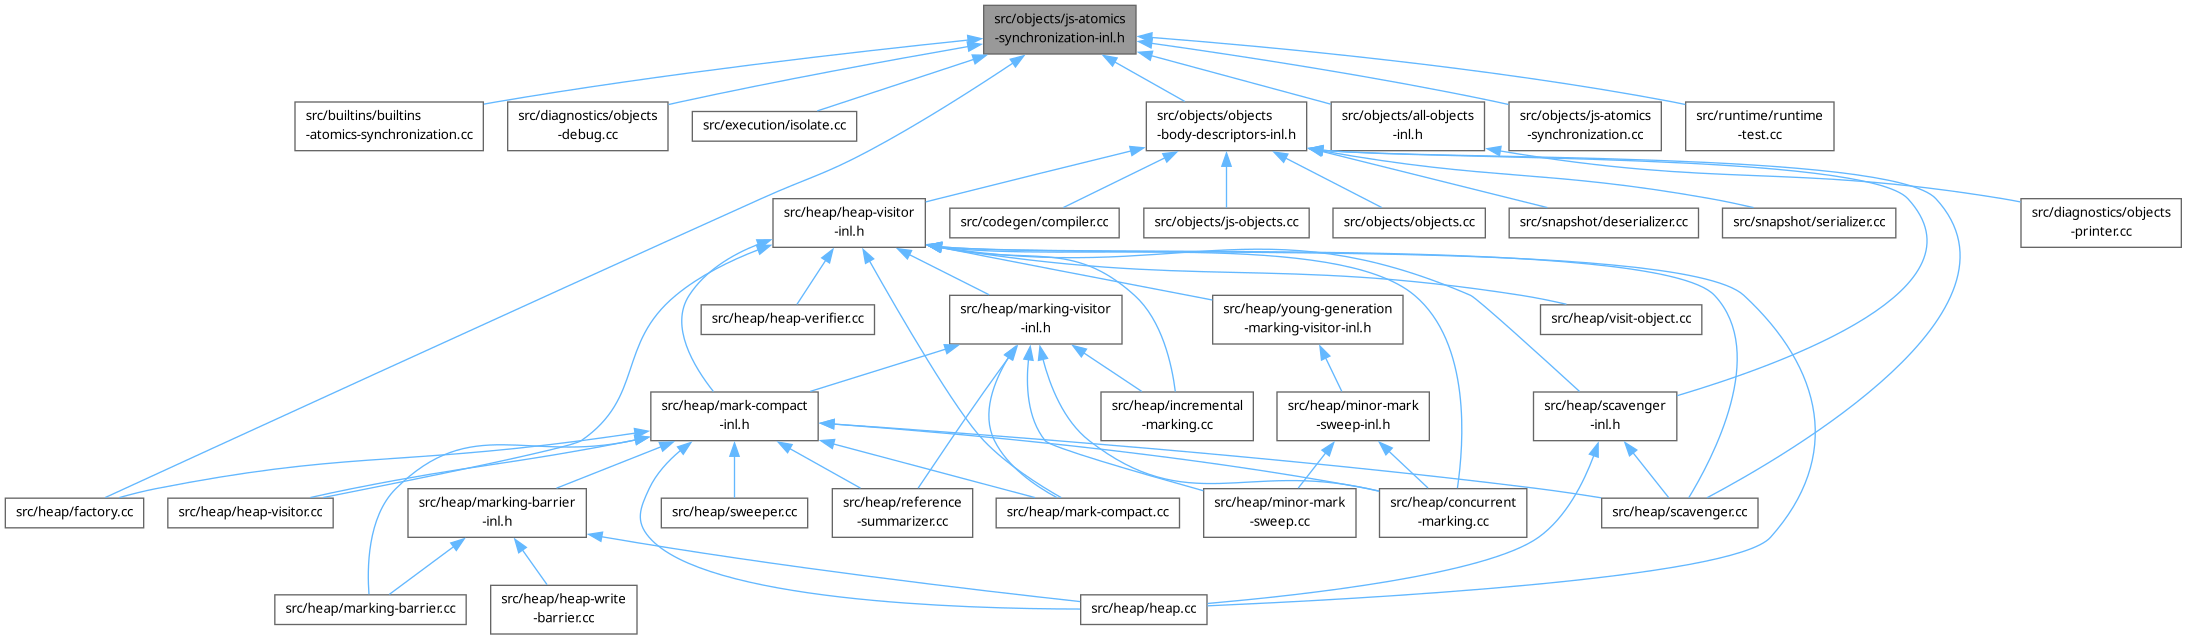 src/objects/js-atomics
-synchronization-inl.h
src/builtins/builtins
-atomics-synchronization.cc
src/diagnostics/objects
-debug.cc
src/execution/isolate.cc
src/objects/objects
-body-descriptors-inl.h
src/objects/all-objects
-inl.h
src/objects/js-atomics
-synchronization.cc
src/runtime/runtime
-test.cc
src/heap/heap-visitor
-inl.h
src/codegen/compiler.cc
src/objects/js-objects.cc
src/objects/objects.cc
src/snapshot/deserializer.cc
src/snapshot/serializer.cc
src/diagnostics/objects
-printer.cc
src/heap/heap-verifier.cc
src/heap/marking-visitor
-inl.h
src/heap/young-generation
-marking-visitor-inl.h
src/heap/visit-object.cc
src/heap/mark-compact
-inl.h
src/heap/incremental
-marking.cc
src/heap/minor-mark
-sweep-inl.h
src/heap/scavenger
-inl.h
src/heap/factory.cc
src/heap/heap-visitor.cc
src/heap/marking-barrier
-inl.h
src/heap/sweeper.cc
src/heap/reference
-summarizer.cc
src/heap/mark-compact.cc
src/heap/minor-mark
-sweep.cc
src/heap/concurrent
-marking.cc
src/heap/scavenger.cc
src/heap/marking-barrier.cc
src/heap/heap-write
-barrier.cc
src/heap/heap.cc